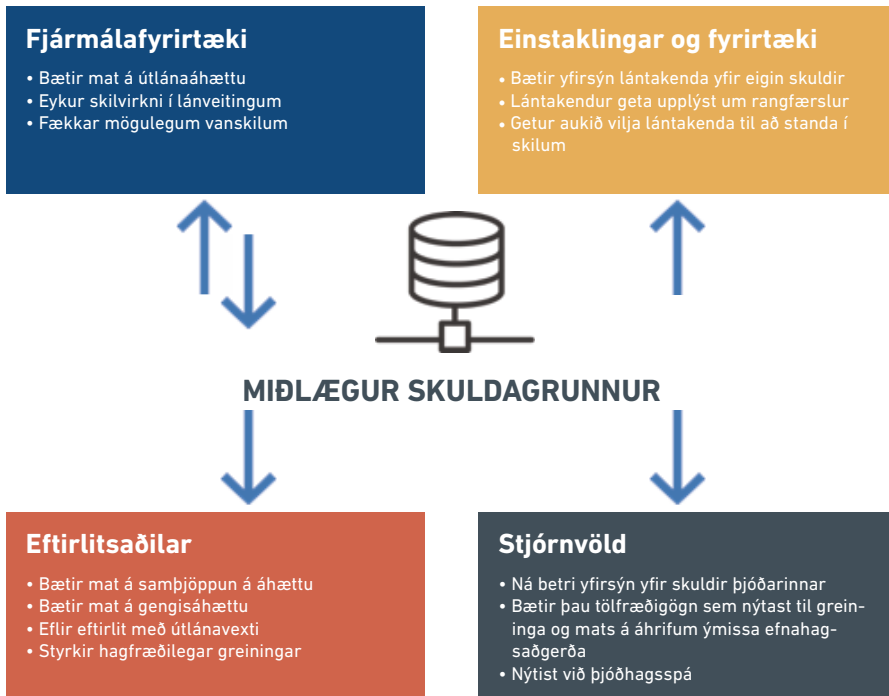 Fjármálafyrirtæki
• Bætir mat á útlánaáhættu
• Eykur skilvirkni í lánveitingum
• Fækkar mögulegum vanskilum
Einstaklingar og fyrirtæki
• Bætir yfirsýn lántakenda yfir eigin skuldir
• Lántakendur geta upplýst um rangfærslur
• Getur aukið vilja lántakenda til að standa í
skilum
MIÐLÆGUR SKULDAGRUNNUR
Eftirlitsaðilar
• Bætir mat á samþjöppun á áhættu
• Bætir mat á gengisáhættu
• Eflir eftirlit með útlánavexti
• Styrkir hagfræðilegar greiningar
Stjórnvöld
• Ná betri yfirsýn yfir skuldir þjóðarinnar
• Bætir þau tölfræðigögn sem nýtast til grein-
inga og mats á áhrifum ýmissa efnahag-
saðgerða
• Nýtist við þjóðhagsspá